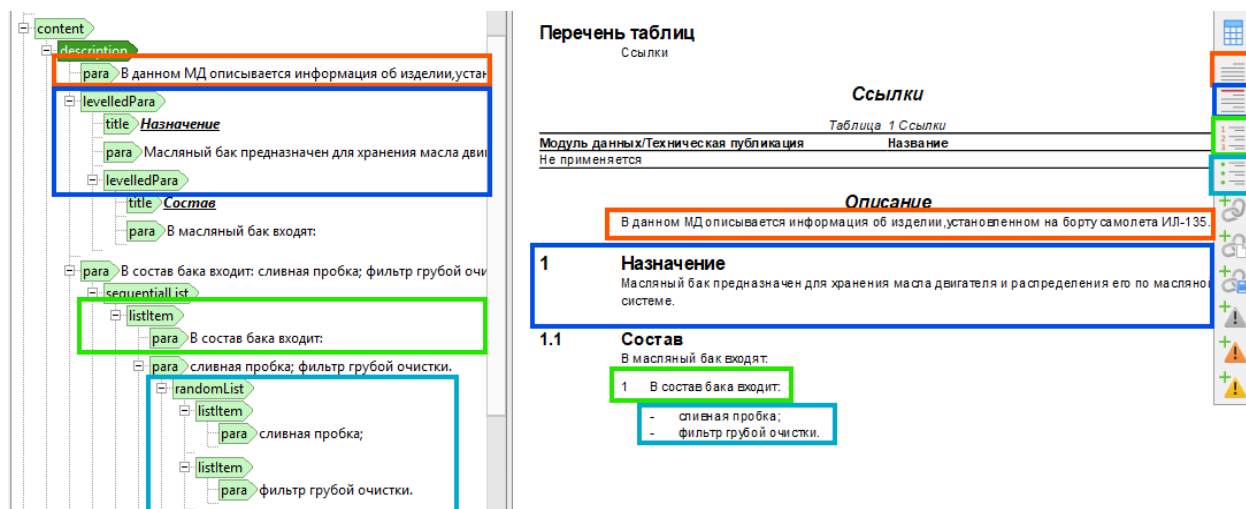 content
description
para В данном МД описывается информация об изделии,устан
levelledPara
title Назначение
para Масляный бак предназначен для хранения масла двиг
levelledPara
title Состав
para В масляный бак входят:
para В состав бака входит: сливная пробка; фильтр грубой очи
sequentialList
listItem
para В состав бака входит:
para сливная пробка; фильтр грубой очистки.
randomList
listItem
para сливная пробка;
listItem
para фильтр грубой очистки.
Перечень таблиц
Ссылки
Ссылки
Таблица 1 Ссылки
Модуль данных/Техническая публикация Название
Не применяется
Описание
В данном МД описывается информация об изделии,установленном на борту самолета ИЛ-135.
1 Назначение
Масляный бак предназначен для хранения масла двигателя и распределения его по масляной
системе.
1.1 Состав
В масляный бак входят:
1 В состав бака входит:
- сливная пробка;
- фильтр грубой очистки.